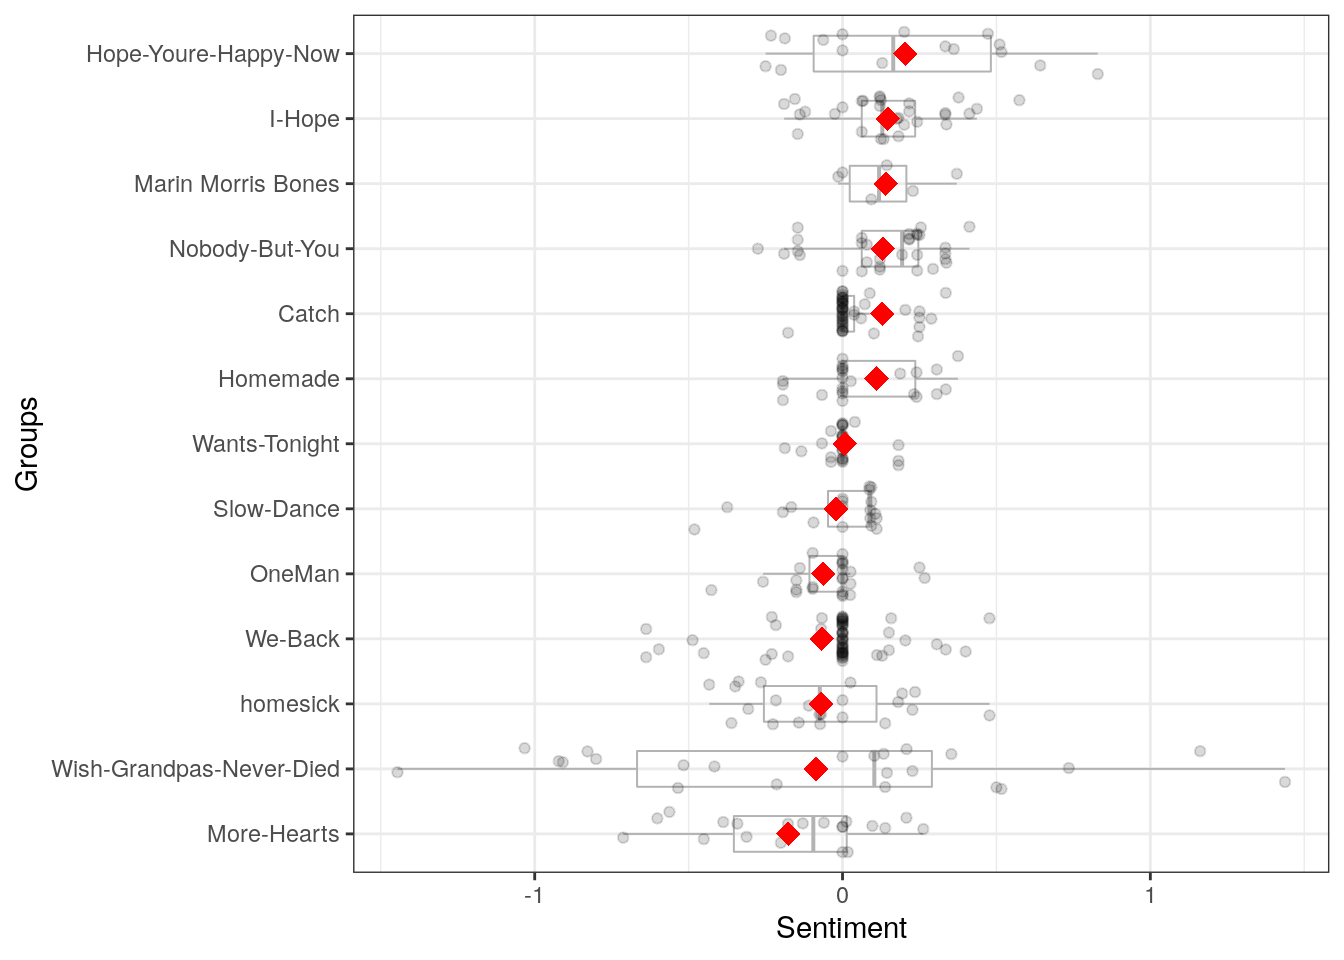 Hope-Youre-Happy-Now
I-Hope
Marin Morris Bones
Nobody-But-You
Catch
Homemade
Wants-Tonight
Slow-Dance
OneMan
We-Back
homesick
Wish-Grandpas-Never-Died
More-Hearts
Groups
-1
0
1
Sentiment